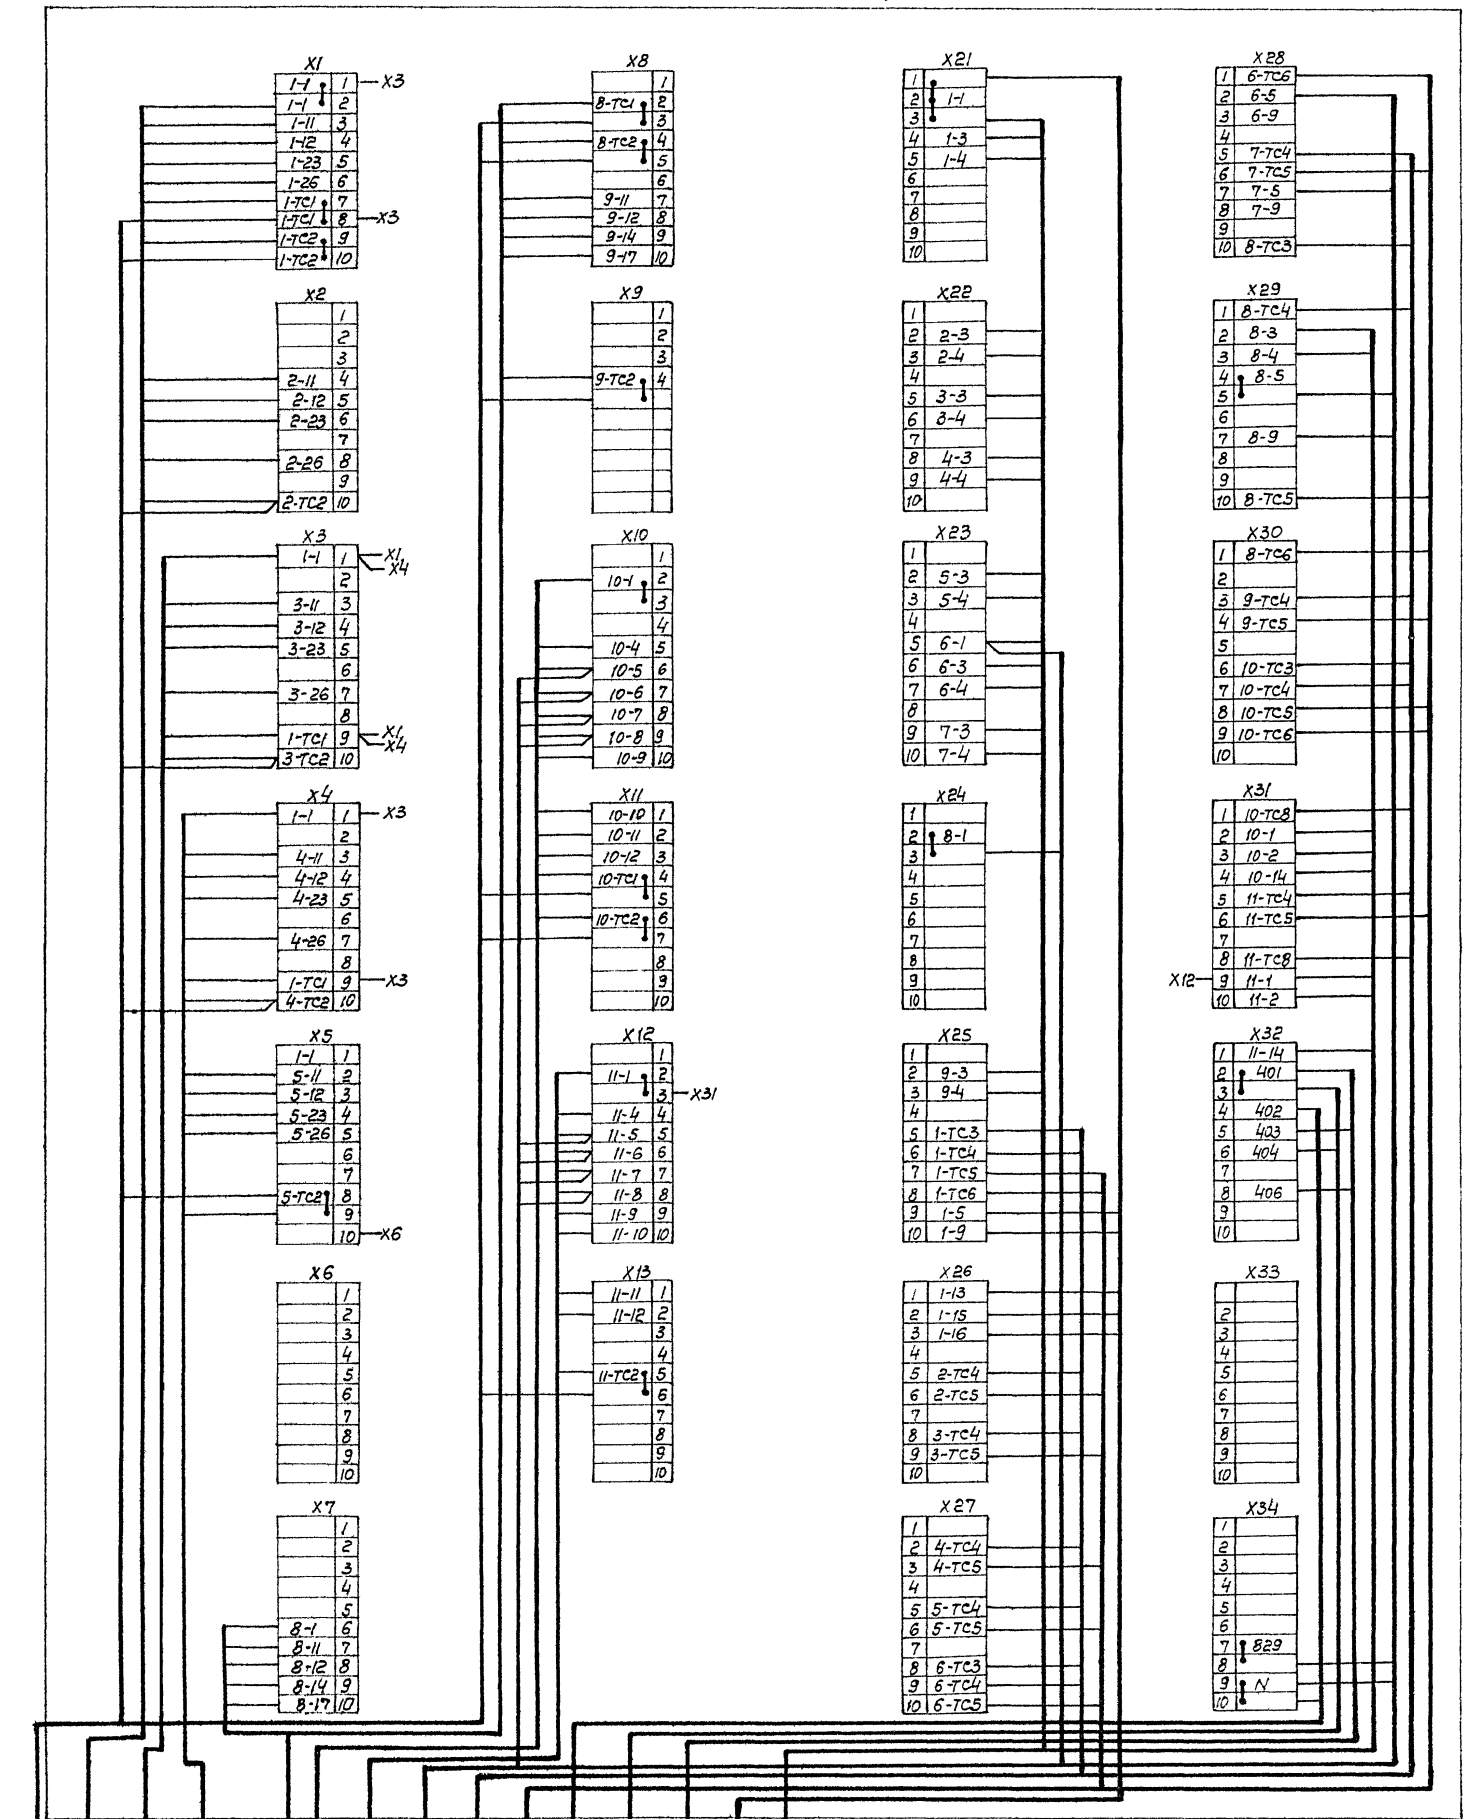 X1
1-1 1 X3
1-1 2
1-11 3
1-12 4
1-23 5
1-26 6
1-TC1 7
1-TC1 8 X3
1-TC2 9
1-TC2 10
X2
1
2
3
2-11 4
2-12 5
2-23 6
7
2-26 8
9
2-TC2 10
X3
1-1 1 X1
X4
2
3-11 3
3-12 4
3-23 5
6
3-26 7
8
1-TC1 9 X1
X4
3-TC2 10
X4
1-1 1 X3
2
4-11 3
4-12 4
4-23 5
6
4-26 7
8
1-TC1 9 X3
4-TC2 10
X5
1-1 1
5-11 2
5-12 3
5-23 4
5-26 5
6
7
5-TC2 8
9
10 X6
X6
1
2
3
4
5
6
7
8
9
10
X7
1
2
3
4
5
8-1 6
8-11 7
8-12 8
8-14 9
8-17 10
X8
1
8-TC1 2
3
8-TC2 4
5
6
9-11 7
9-12 8
9-14 9
9-17 10
X9
1
2
3
9-TC2 4
X10
1
10-1 2
3
4
10-4 5
10-5 6
10-6 7
10-7 8
10-8 9
10-9 10
X11
10-10 1
10-11 2
10-12 3
10-TC1 4
5
10-TC2 6
7
8
9
10
X12
1
11-1 2
3 X31
11-4 4
11-5 5
11-6 6
11-7 7
11-8 8
11-9 9
11-10 10
X13
11-11 1
11-12 2
3
4
11-TC2 5
6
7
8
9
10
X21
1
2 1-1
3
4 1-3
5 1-4
6
7
8
9
10
X22
1
2 2-3
3 2-4
4
5 3-3
6 3-4
7
8 4-3
9 4-4
10
X23
1
2 5-3
3 5-4
4
5 6-1
6 6-3
7 6-4
8
9 7-3
10 7-4
X24
1
2 8-1
3
4
5
6
7
8
9
10
X25
1
2 9-3
3 9-4
4
5 1-TC3
6 1-TC4
7 1-TC5
8 1-TC6
9 1-5
10 1-9
X26
1 1-13
2 1-15
3 1-16
4
5 2-TC4
6 2-TC5
7
8 3-TC4
9 3-TC5
10
X27
1
2 4-TC4
3 4-TC5
4
5 5-TC4
6 5-TC5
7
8 6-TC3
9 6-TC4
10 6-TC5
X28
1 6-TC6
2 6-5
3 6-9
4
5 7-TC4
6 7-TC5
7 7-5
8 7-9
9
10 8-TC3
X29
1 8-TC4
2 8-3
3 8-4
4 8-5
5
6
7 8-9
8
9
10 8-TC5
X30
1 8-TC6
2
3 9-TC4
4 9-TC5
5
6 10-TC3
7 10-TC4
8 10-TC5
9 10-TC6
10
X31
1 10-TC8
2 10-1
3 10-2
4 10-14
5 11-TC4
6 11-TC5
7
8 11-TC8
X12 9 11-1
10 11-2
X32
1 11-14
2 401
3
4 402
5 403
6 404
7
8 406
9
10
X33
2
3
4
5
6
7
8
9
10
X34
1
2
3
4
5
6
7 829
8
9 N
10